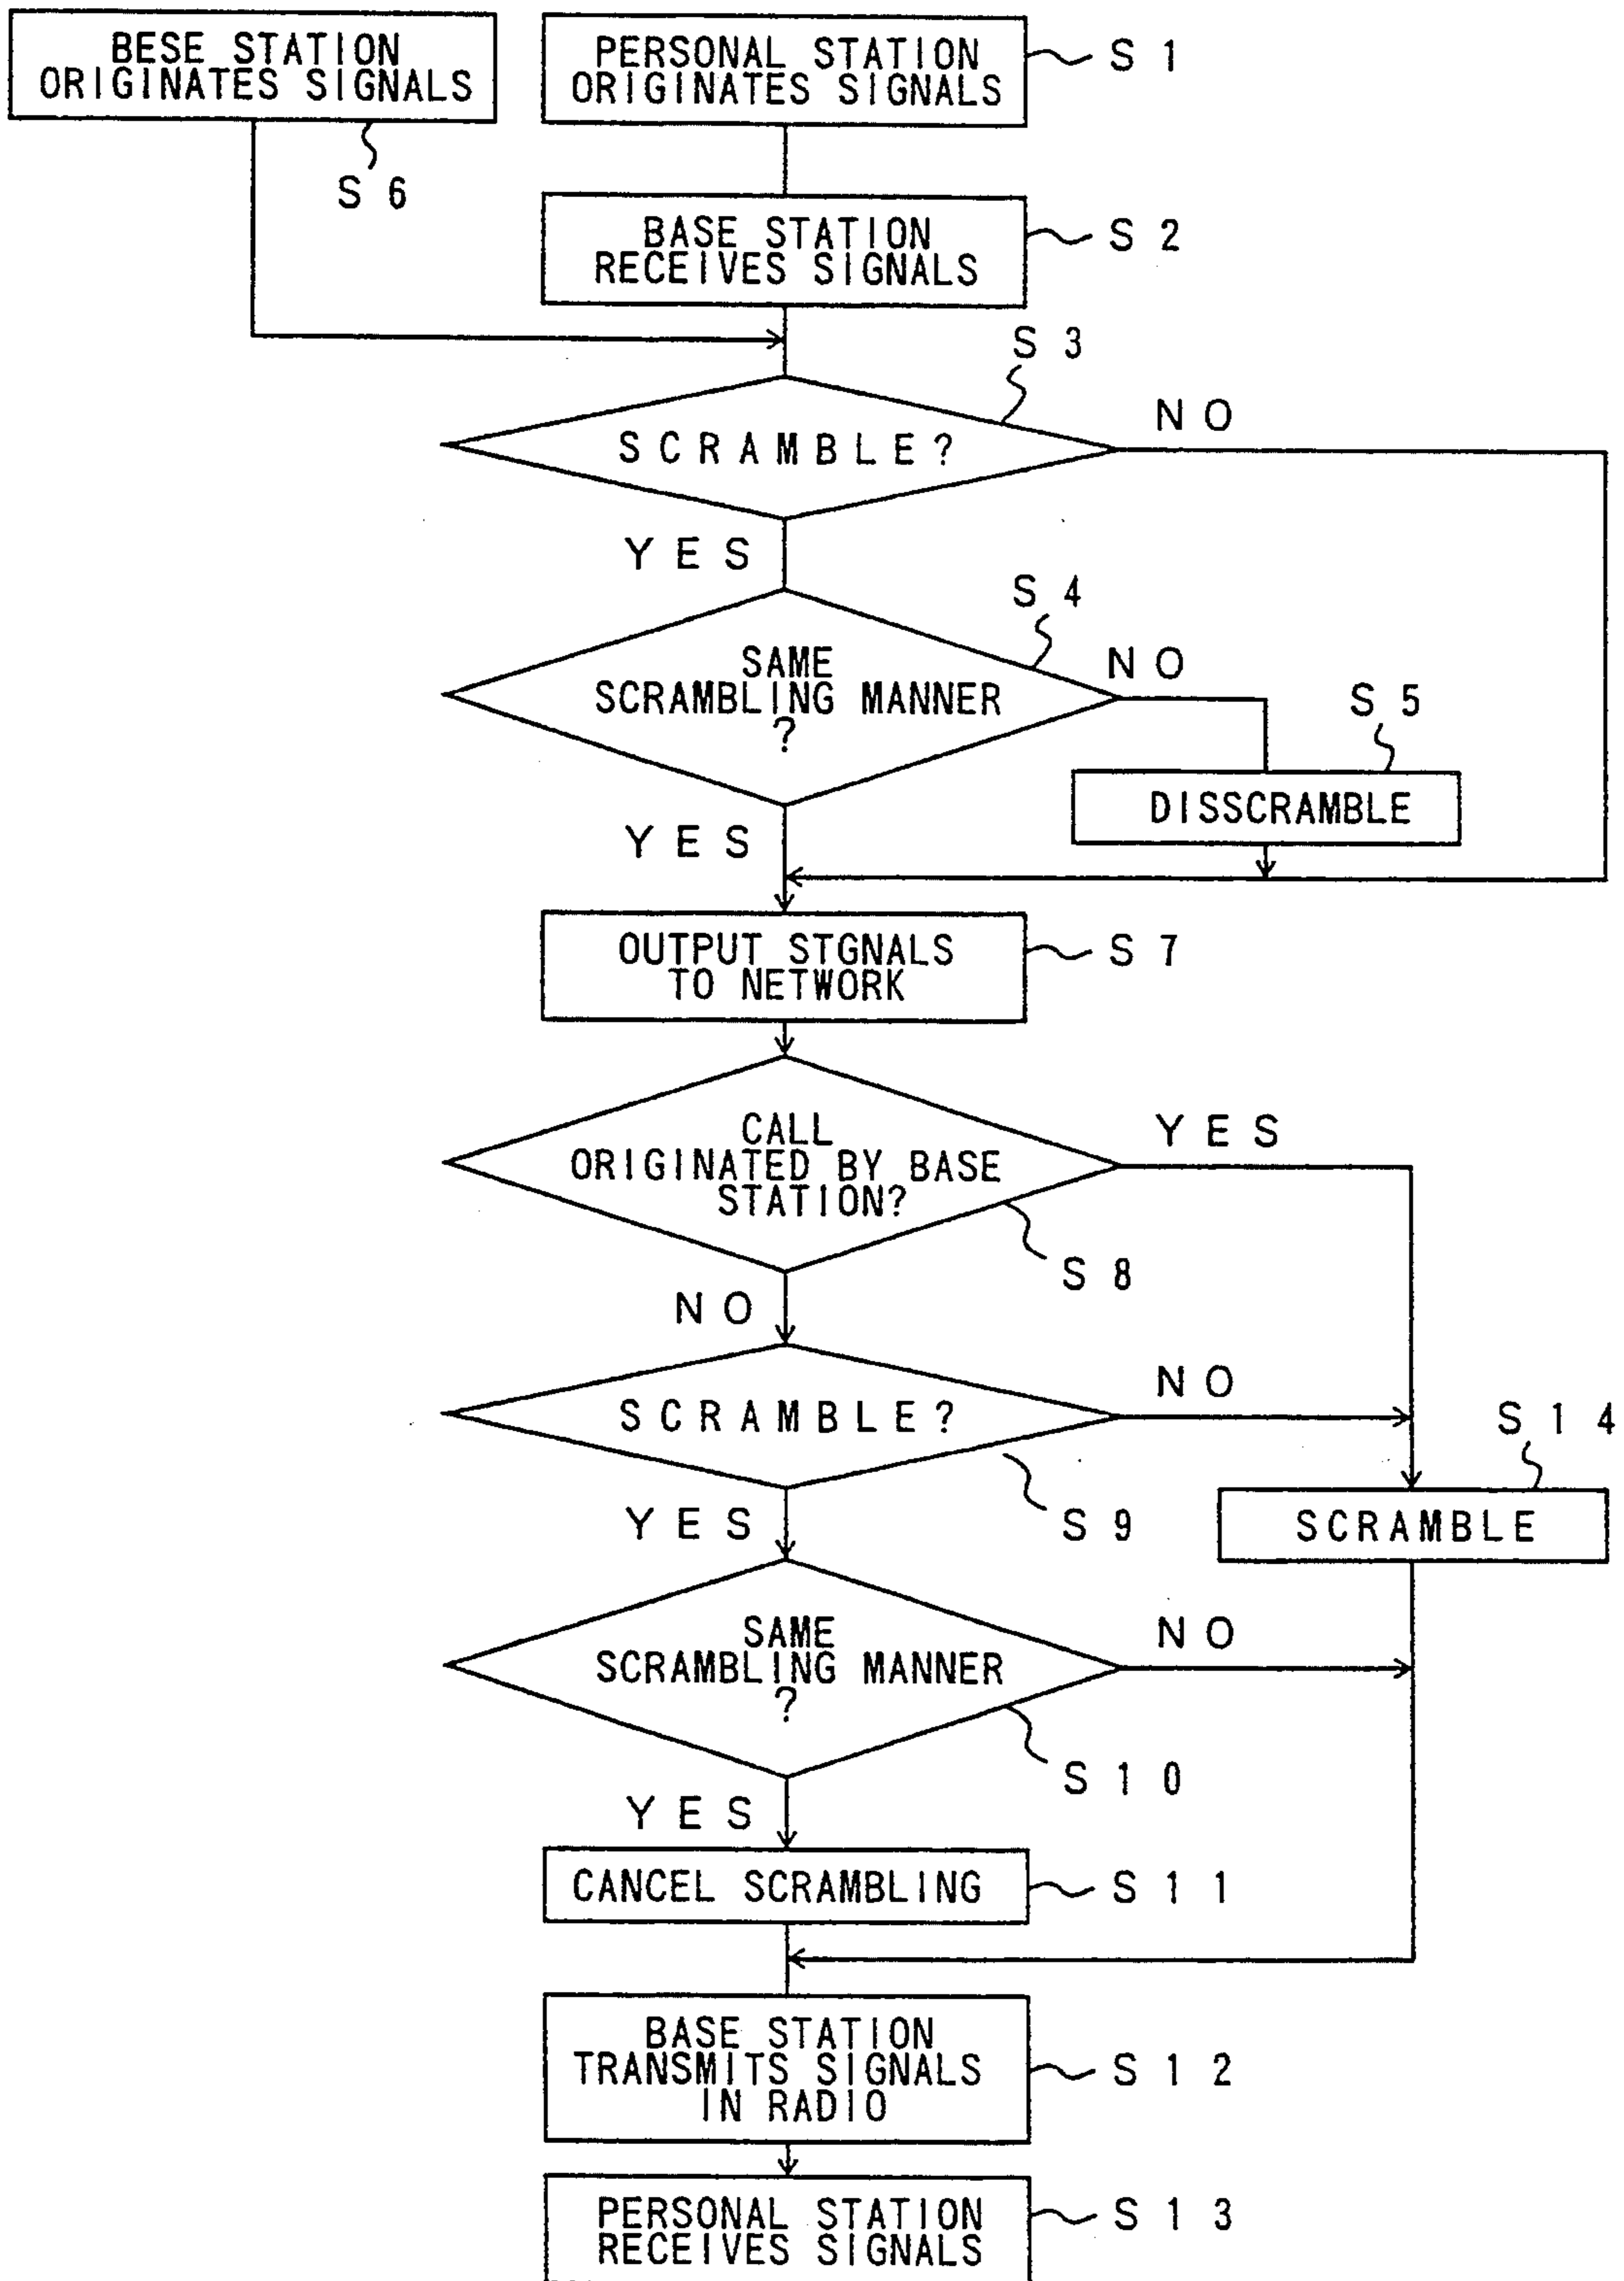 BESE STATION
ORIGINATES SIGNALS
S 6
PERSONAL STATION
ORIGINATES SIGNALS
S 1
BASE STATION
RECEIVES SIGNALS
S 2
S 3
SCRAMBLE?
NO
YES
S 4
SAME
SCRAMBLING MANNER
?
NO
S 5
DISSCRAMBLE
YES
OUTPUT STGNALS
TO NETWORK
S 7
CALL
ORIGINATED BY BASE
STATION?
YES
S 8
NO
SCRAMBLE?
NO
S 9
S 14
SCRAMBLE
YES
SAME
SCRAMBLING MANNER
?
NO
S 10
YES
CANCEL SCRAMBLING
S 11
BASE STATION
TRANSMITS SIGNALS
IN RADIO
S 12
PERSONAL STATION
RECEIVES SIGNALS
S 13